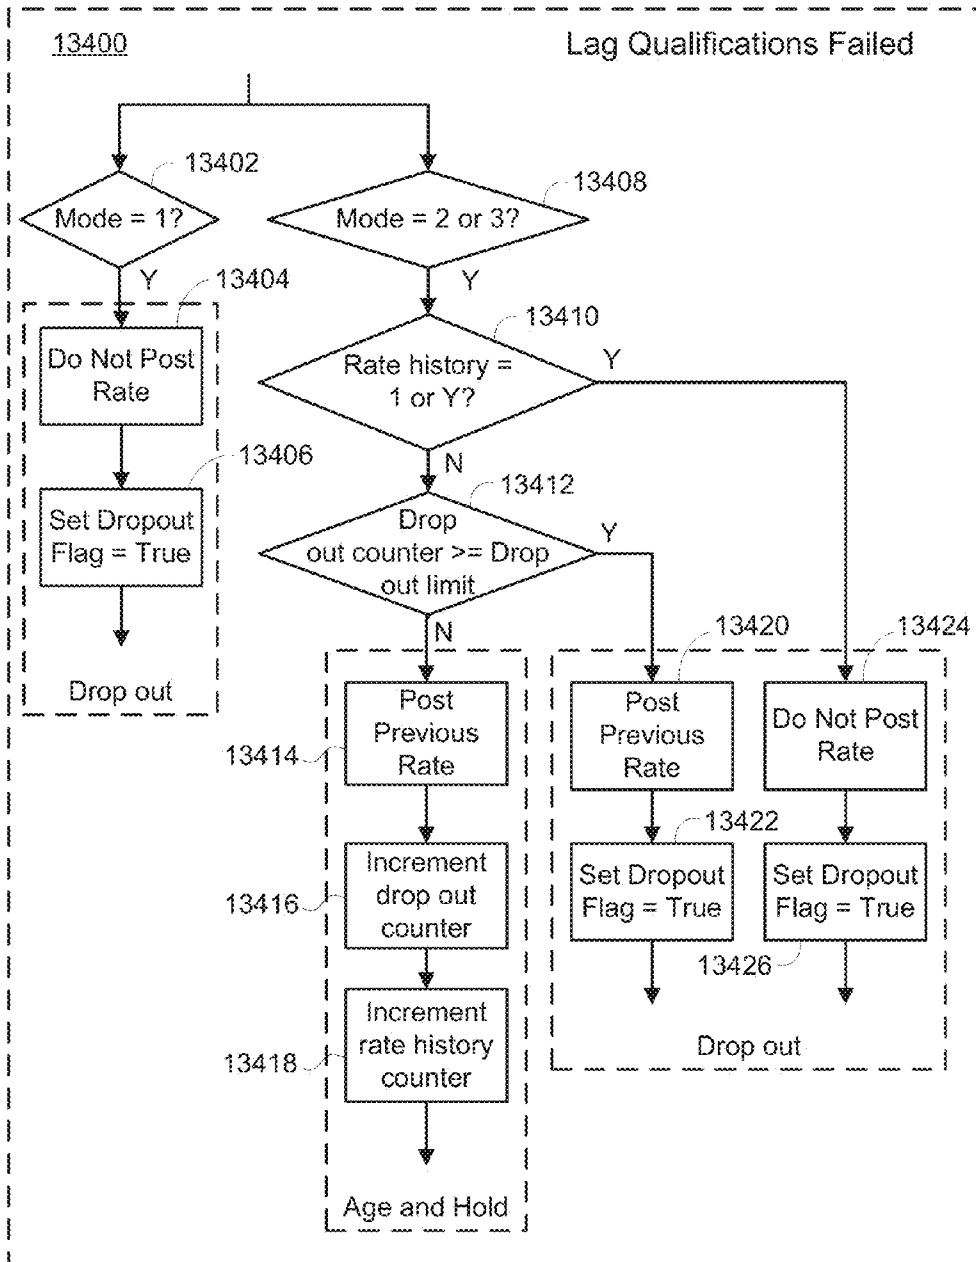 13400
Lag Qualifications Failed
13402
Mode = 1?
Y
13404
Do Not Post
Rate
13406
Set Dropout
Flag = True
Drop out
13408
Mode = 2 or 3?
Y
13410
Rate history =
1 or Y?
Y
N
13412
Drop
out counter >= Drop
out limit
Y
N
13414
Post
Previous
Rate
13416
Increment
drop out
counter
13418
Increment
rate history
counter
Age and Hold
13420
Post
Previous
Rate
13422
Set Dropout
Flag = True
13424
Do Not Post
Rate
13426
Set Dropout
Flag = True
Drop out